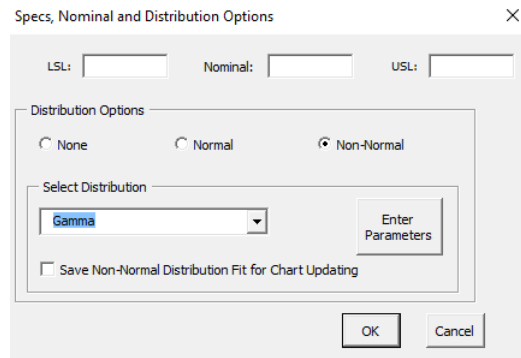 Specs, Nominal and Distribution Options
LSL: Nominal: USL:
Distribution Options
None Normal Non-Normal
Select Distribution
Gamma
Enter
Parameters
Save Non-Normal Distribution Fit for Chart Updating
OK Cancel